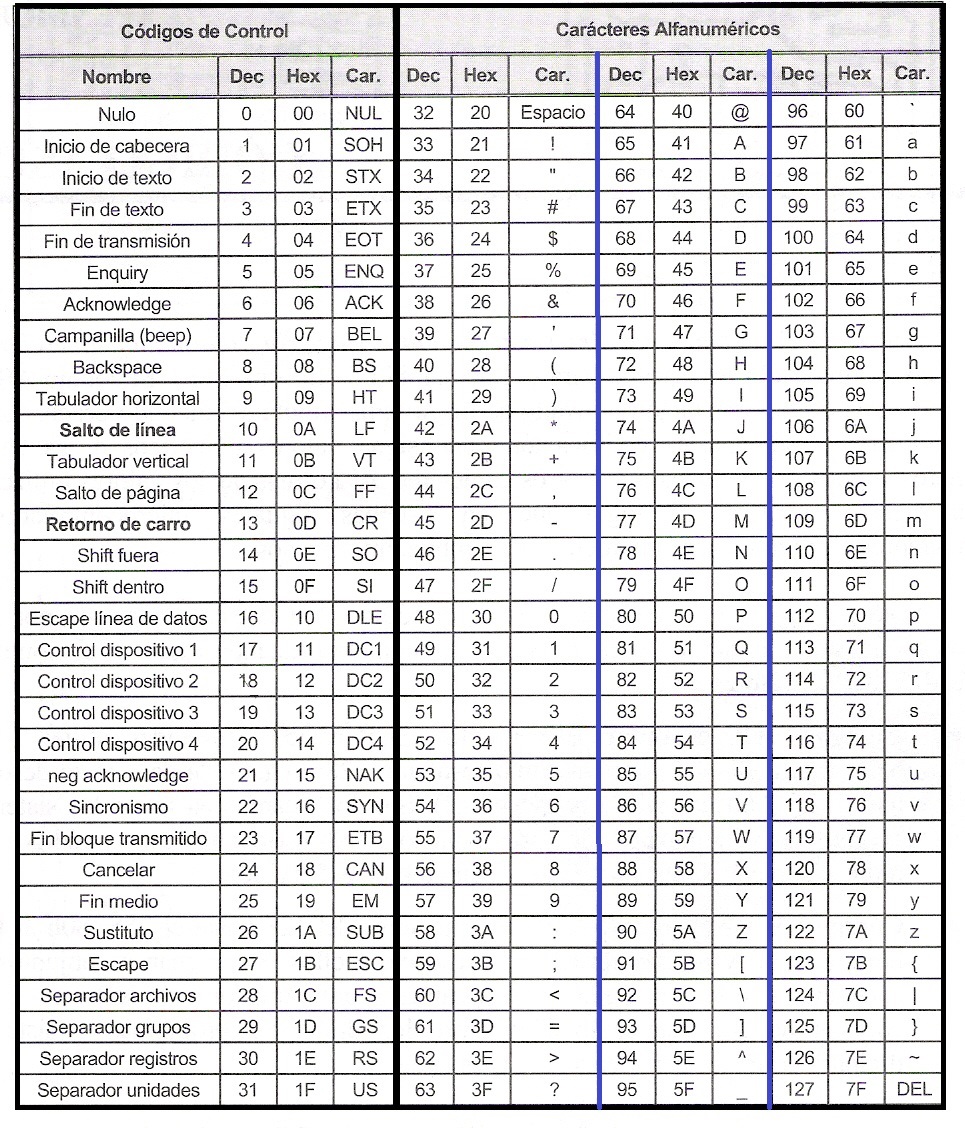 Códigos de Control Carácteres Alfanuméricos
Nombre Dec Hex Car. Dec Hex Car. Dec Hex Car. Dec Hex Car.
Nulo 0 00 NUL 32 20 Espacio 64 40 @ 96 60 `
Inicio de cabecera 1 01 SOH 33 21 ! 65 41 A 97 61 a
Inicio de texto 2 02 STX 34 22 " 66 42 B 98 62 b
Fin de texto 3 03 ETX 35 23 # 67 43 C 99 63 c
Fin de transmisión 4 04 EOT 36 24 $ 68 44 D 100 64 d
Enquiry 5 05 ENQ 37 25 % 69 45 E 101 65 e
Acknowledge 6 06 ACK 38 26 & 70 46 F 102 66 f
Campanilla (beep) 7 07 BEL 39 27 ' 71 47 G 103 67 g
Backspace 8 08 BS 40 28 ( 72 48 H 104 68 h
Tabulador horizontal 9 09 HT 41 29 ) 73 49 I 105 69 i
Salto de línea 10 0A LF 42 2A * 74 4A J 106 6A j
Tabulador vertical 11 0B VT 43 2B + 75 4B K 107 6B k
Salto de página 12 0C FF 44 2C , 76 4C L 108 6C l
Retorno de carro 13 0D CR 45 2D - 77 4D M 109 6D m
Shift fuera 14 0E SO 46 2E . 78 4E N 110 6E n
Shift dentro 15 0F SI 47 2F / 79 4F O 111 6F o
Escape línea de datos 16 10 DLE 48 30 0 80 50 P 112 70 p
Control dispositivo 1 17 11 DC1 49 31 1 81 51 Q 113 71 q
Control dispositivo 2 18 12 DC2 50 32 2 82 52 R 114 72 r
Control dispositivo 3 19 13 DC3 51 33 3 83 53 S 115 73 s
Control dispositivo 4 20 14 DC4 52 34 4 84 54 T 116 74 t
neg acknowledge 21 15 NAK 53 35 5 85 55 U 117 75 u
Sincronismo 22 16 SYN 54 36 6 86 56 V 118 76 v
Fin bloque transmitido 23 17 ETB 55 37 7 87 57 W 119 77 w
Cancelar 24 18 CAN 56 38 8 88 58 X 120 78 x
Fin medio 25 19 EM 57 39 9 89 59 Y 121 79 y
Sustituto 26 1A SUB 58 3A : 90 5A Z 122 7A z
Escape 27 1B ESC 59 3B ; 91 5B [ 123 7B {
Separador archivos 28 1C FS 60 3C < 92 5C \ 124 7C |
Separador grupos 29 1D GS 61 3D = 93 5D ] 125 7D }
Separador registros 30 1E RS 62 3E > 94 5E ^ 126 7E ~
Separador unidades 31 1F US 63 3F ? 95 5F _ 127 7F DEL